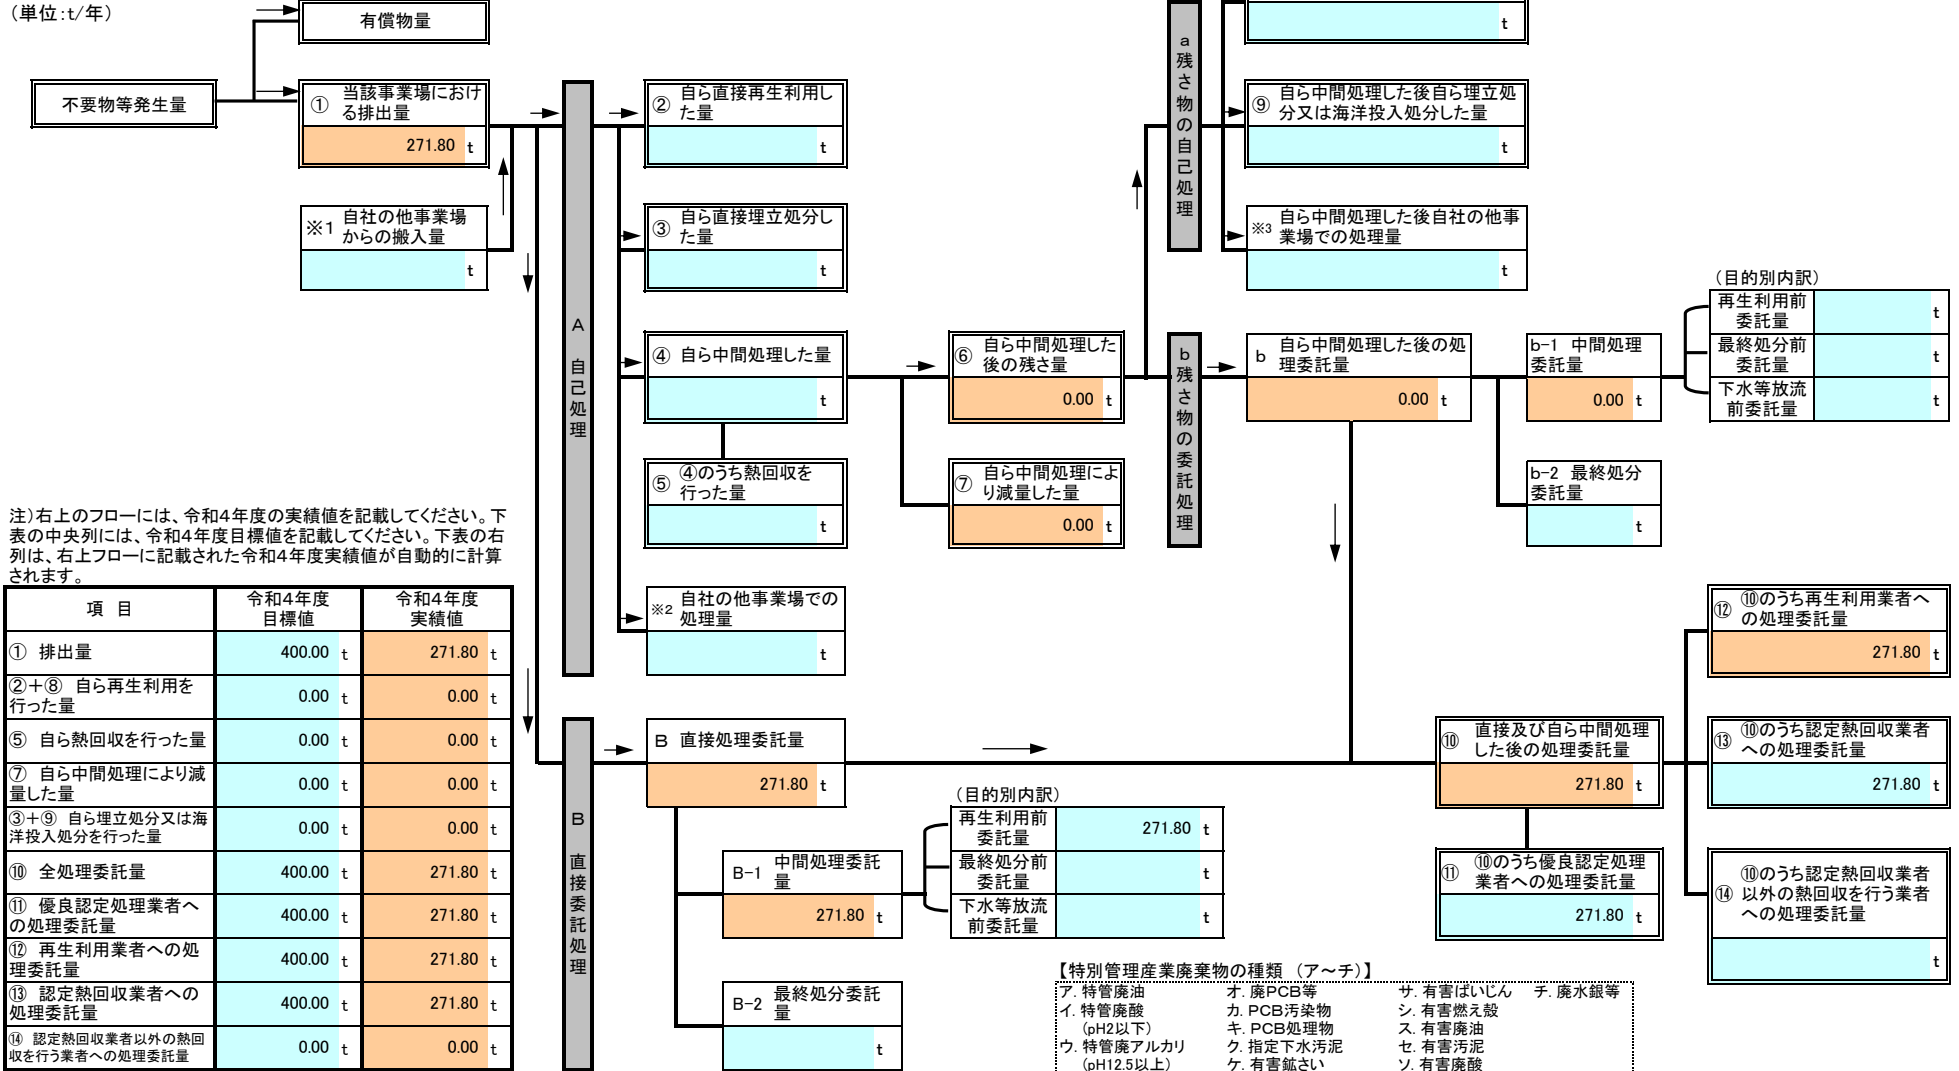 (単位:t/年)
有償物量
不要物等発生量
① 当該事業場におけ
る排出量
271.80 t
※1 自社の他事業場
からの搬入量
t
A 自己処理
② 自ら直接再生利用し
た量
t
③ 自ら直接埋立処分し
た量
t
④ 自ら中間処理した量
t
⑤ ④のうち熱回収を
行った量
t
※2 自社の他事業場での
処理量
t
⑥ 自ら中間処理した
後の残さ量
0.00 t
⑦ 自ら中間処理によ
り減量した量
0.00 t
a 残さ物の自己処理
t
⑨ 自ら中間処理した後自ら埋立処
分又は海洋投入処分した量
t
※3 自ら中間処理した後自社の他事
業場での処理量
t
b 残さ物の委託処理
b 自ら中間処理した後の処
理委託量
0.00 t
b-1 中間処理
委託量
0.00 t
b-2 最終処分
委託量
t
(目的別内訳)
再生利用前
委託量
t
最終処分前
委託量
t
下水等放流
前委託量
t
注)右上のフローには、令和4年度の実績値を記載してください。下
表の中央列には、令和4年度目標値を記載してください。下表の右
列は、右上フローに記載された令和4年度実績値が自動的に計算
されます。
項 目 令和4年度 目標値 令和4年度 実績値
① 排出量 400.00 t 271.80 t
②+⑧ 自ら再生利用を
行った量 0.00 t 0.00 t
⑤ 自ら熱回収を行った量 0.00 t 0.00 t
⑦ 自ら中間処理により減
量した量 0.00 t 0.00 t
③+⑨ 自ら埋立処分又は海
洋投入処分を行った量 0.00 t 0.00 t
⑩ 全処理委託量 400.00 t 271.80 t
⑪ 優良認定処理業者へ
の処理委託量 400.00 t 271.80 t
⑫ 再生利用業者への処
理委託量 400.00 t 271.80 t
⑬ 認定熱回収業者への
処理委託量 400.00 t 271.80 t
⑭ 認定熱回収業者以外の熱回
収を行う業者への処理委託量 0.00 t 0.00 t
B 直接委託処理
B 直接処理委託量
271.80 t
B-1 中間処理委託
量
271.80 t
B-2 最終処分委託
量
t
(目的別内訳)
再生利用前
委託量
271.80 t
最終処分前
委託量
t
下水等放流
前委託量
t
⑩ 直接及び自ら中間処理
した後の処理委託量
271.80 t
⑪ ⑩のうち優良認定処理
業者への処理委託量
271.80 t
⑫ ⑩のうち再生利用業者へ
の処理委託量
271.80 t
⑬ ⑩のうち認定熱回収業者
への処理委託量
271.80 t
⑭ ⑩のうち認定熱回収業者
以外の熱回収を行う業者
への処理委託量
t
【特別管理産業廃棄物の種類 (ア~チ)】
ア. 特管廃油 オ. 廃PCB等 サ. 有害ばいじん チ. 廃水銀等
イ. 特管廃酸 カ. PCB汚染物 シ. 有害燃え殻
(pH2以下) キ. PCB処理物 ス. 有害廃油
ウ. 特管廃アルカリ ク. 指定下水汚泥 セ. 有害汚泥
(pH12.5以上) ケ. 有害鉱さい ソ. 有害廃酸